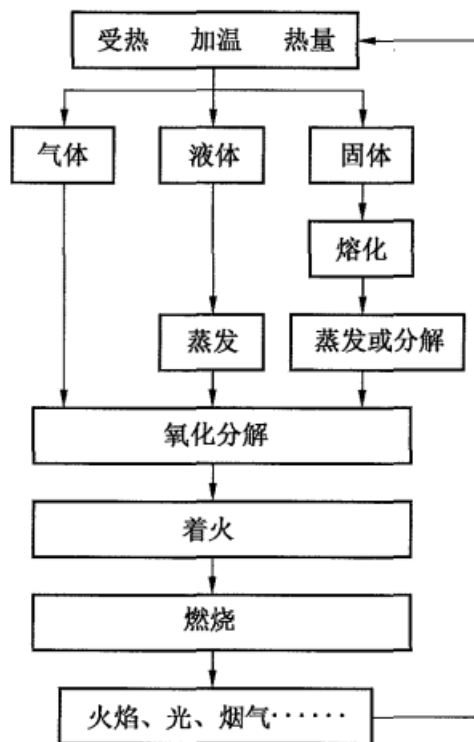 受热 加温 热量
气体 液体 固体
熔化
蒸发 蒸发或分解
氧化分解
着火
燃烧
火焰、光、烟气······